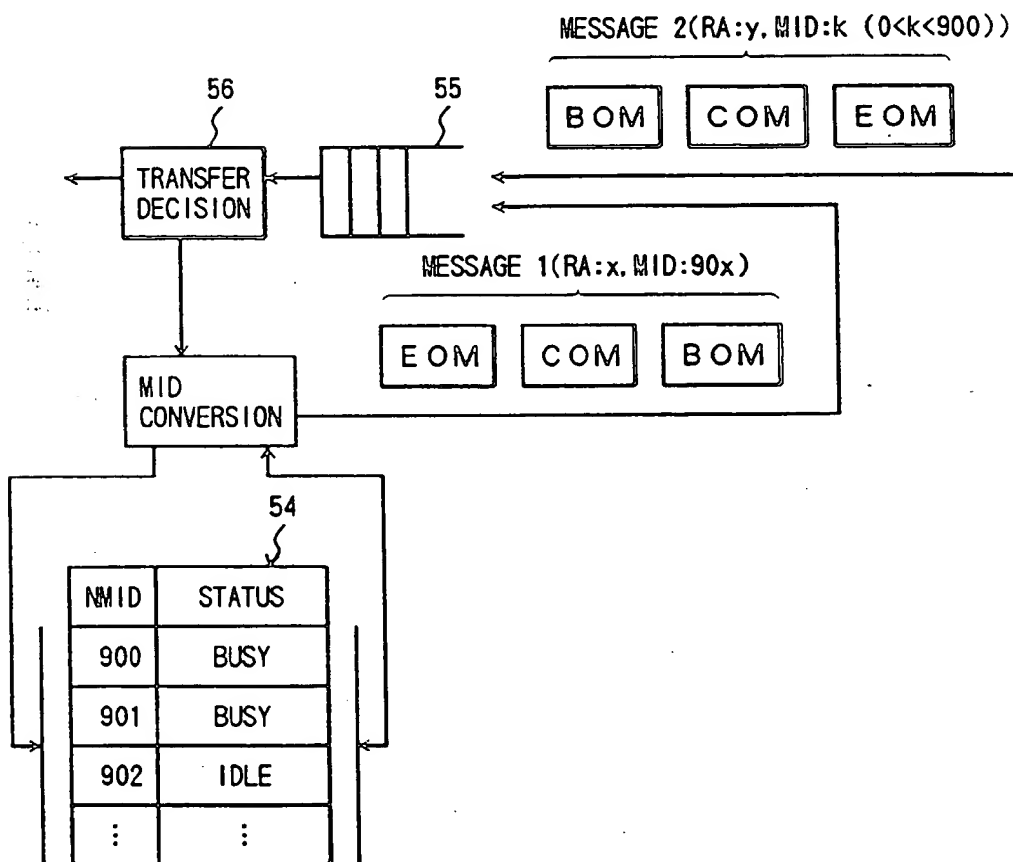 MESSAGE 2(RA:y, MID:k (0<k<900))
56
55
BOM COM EOM
TRANSFER
DECISION
MESSAGE 1(RA:x, MID:90x)
EOM COM BOM
MID
CONVERSION
54
NMID STATUS
900 BUSY
901 BUSY
902 IDLE
⋮ ⋮